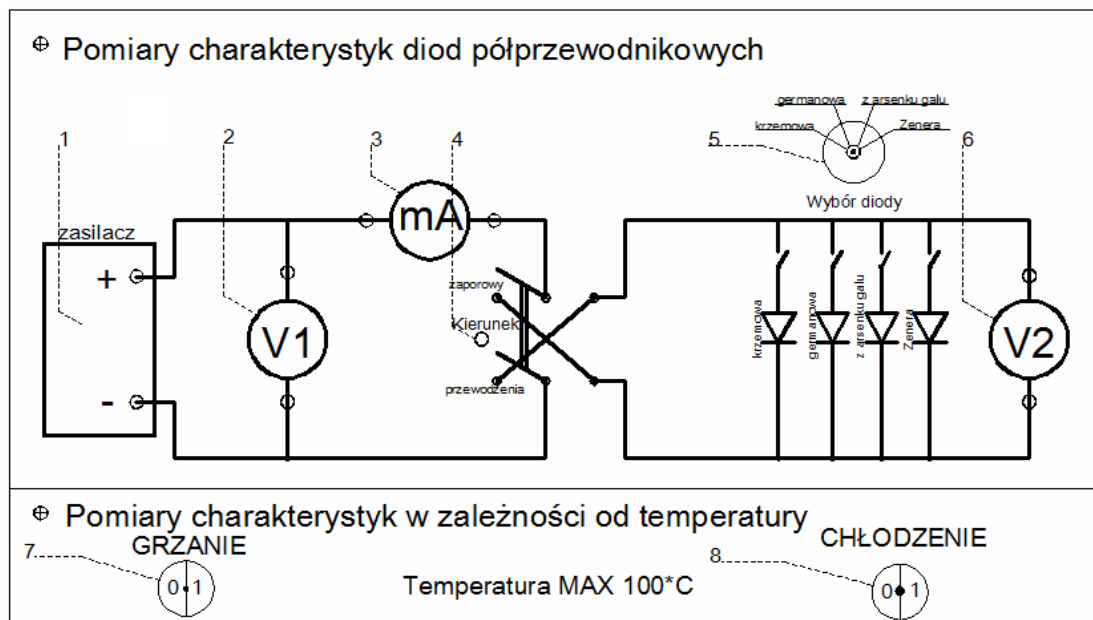 Pomiary charakterystyk diod półprzewodnikowych
germanowa
z arsenku galu
krzemowa
Zenera
1
2
3
4
5
6
Wybór diody
zasilacz
+
mA
zaporowy
Kierunek
przewodzenia
V1
krzemowa
germanowa
z arsenku galu
Zenera
V2
-
Pomiary charakterystyk w zależności od temperatury
7
GRZANIE
0 1
Temperatura MAX 100*C
8
CHŁODZENIE
0 1